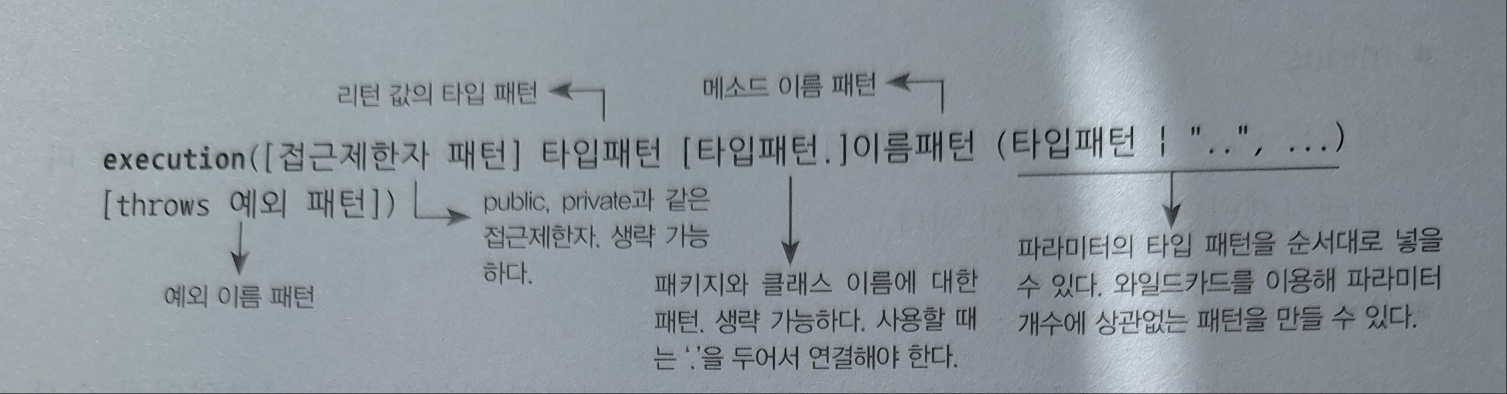 리턴 값의 타입 패턴
메소드 이름 패턴
execution([접근제한자 패턴] 타입패턴 [타입패턴.]이름패턴 (타입패턴 | "..", ...)
[throws 예외 패턴])
public, private과 같은
접근제한자. 생략 가능
하다.
예외 이름 패턴
패키지와 클래스 이름에 대한
패턴. 생략 가능하다. 사용할 때
는 '.'을 두어서 연결해야 한다.
파라미터의 타입 패턴을 순서대로 넣을
수 있다. 와일드카드를 이용해 파라미터
개수에 상관없는 패턴을 만들 수 있다.